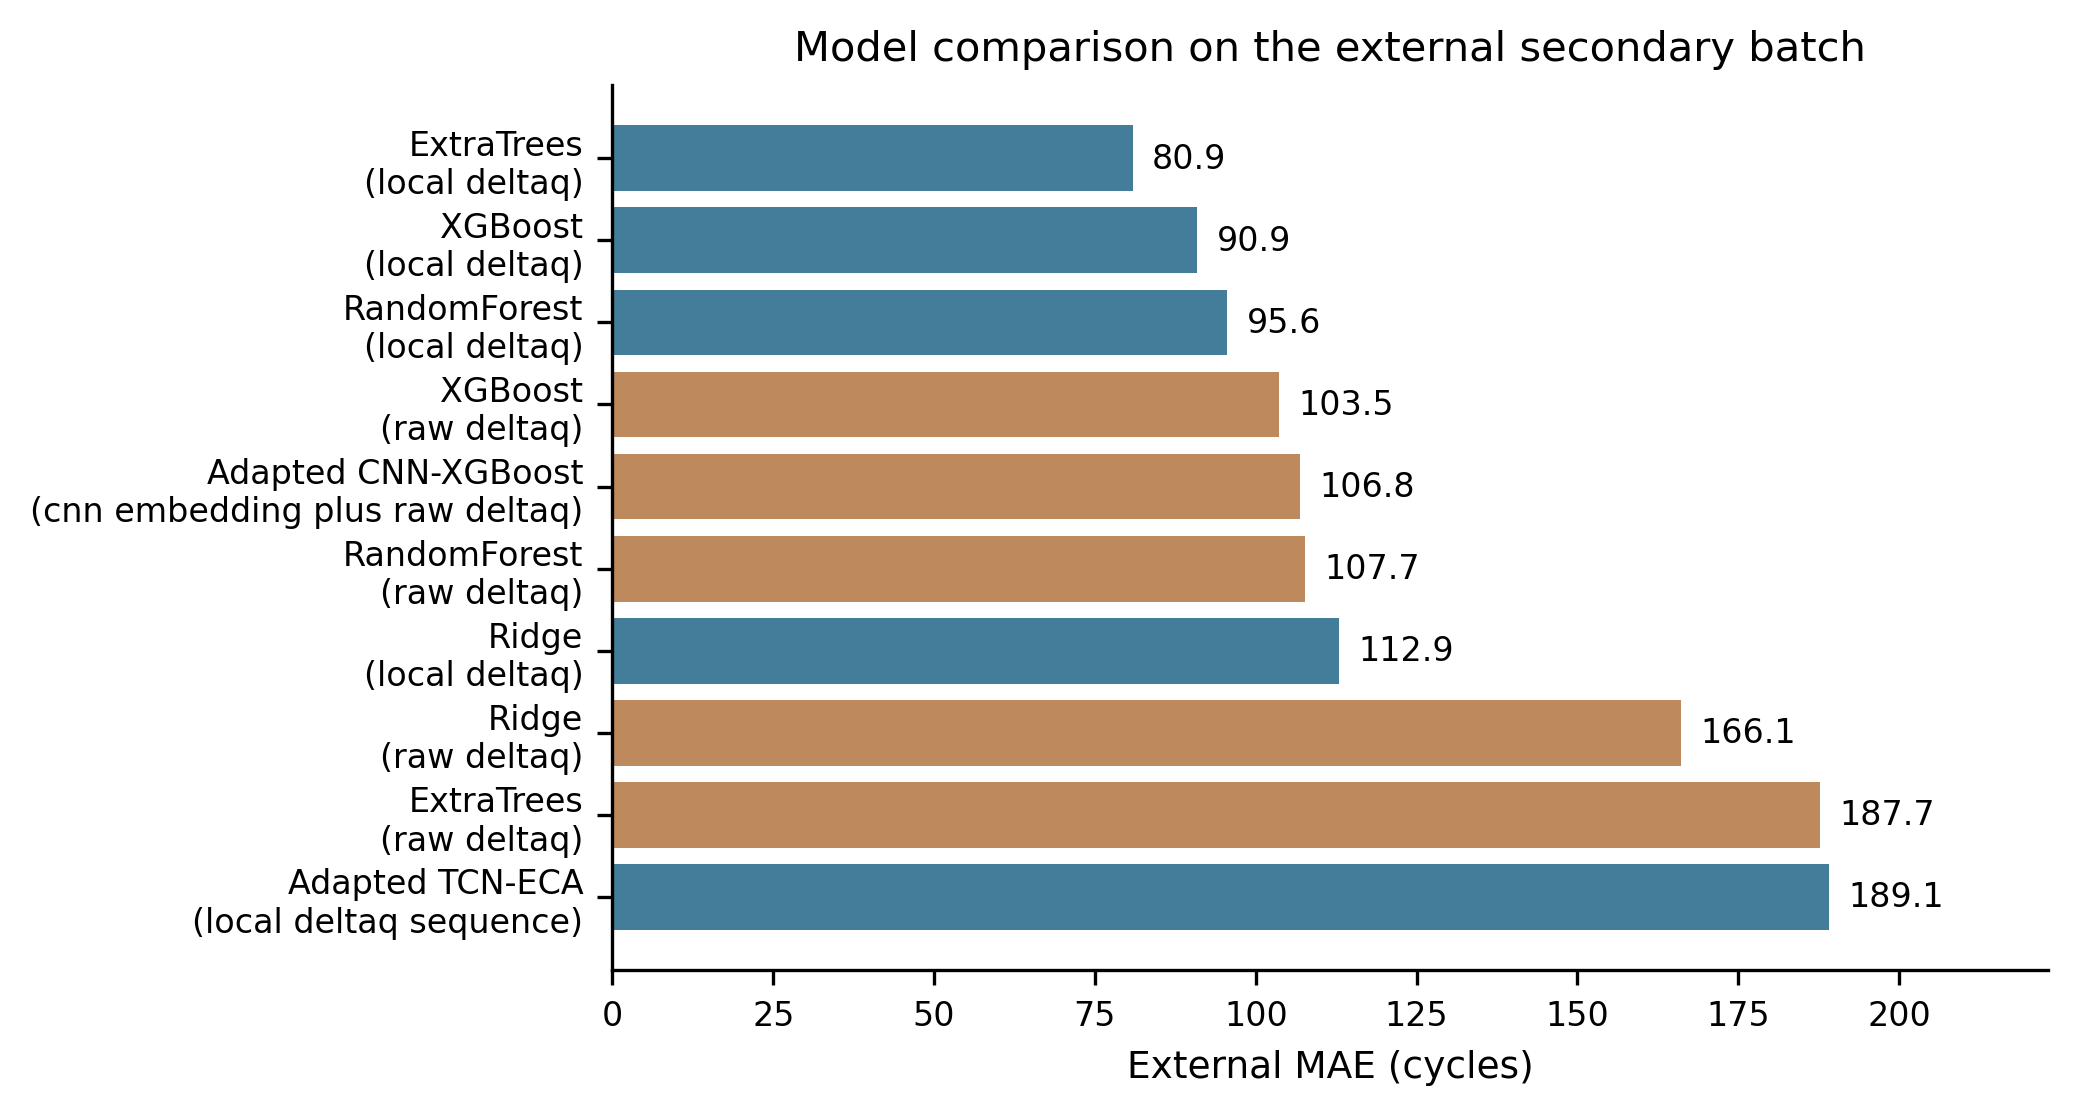 Model comparison on the external secondary batch
ExtraTrees
(local deltaq)
80.9
XGBoost
(local deltaq)
90.9
RandomForest
(local deltaq)
95.6
XGBoost
(raw deltaq)
103.5
Adapted CNN-XGBoost
(cnn embedding plus raw deltaq)
106.8
RandomForest
(raw deltaq)
107.7
Ridge
(local deltaq)
112.9
Ridge
(raw deltaq)
166.1
ExtraTrees
(raw deltaq)
187.7
Adapted TCN-ECA
(local deltaq sequence)
189.1
0 25 50 75 100 125 150 175 200
External MAE (cycles)